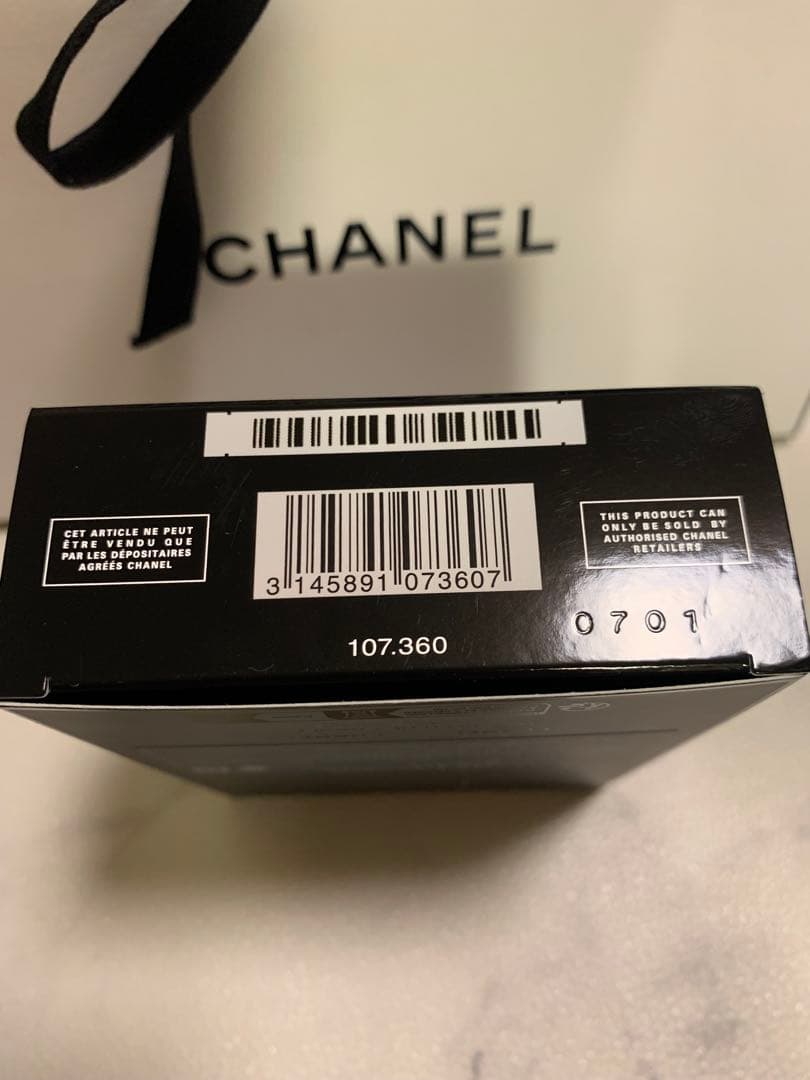 CHANEL
CET ARTICLE NE PEUT
ÊTRE VENDU QUE
PAR LES DÉPOSITAIRES
AGRÉÉS CHANEL
3 145891 073607
THIS PRODUCT CAN
ONLY BE SOLD BY
AUTHORISED CHANEL
RETAILERS
0701
107.360